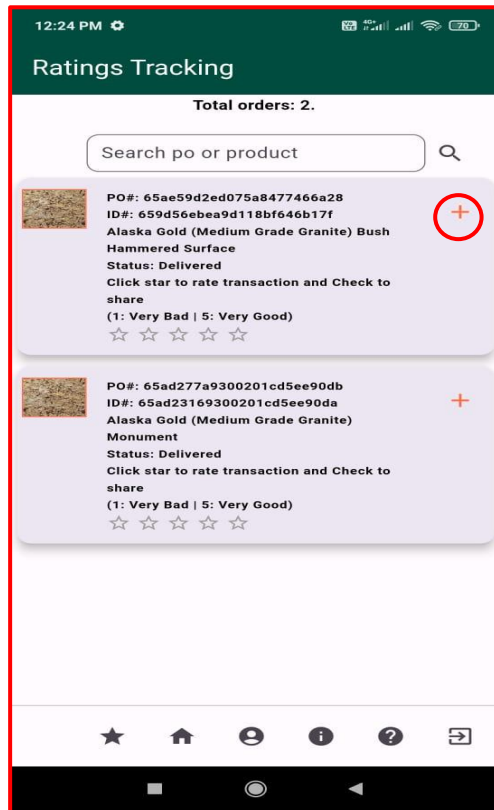 12:24 PM
4G+
70
Ratings Tracking
Total orders: 2.
Search po or product
PO#: 65ae59d2ed075a8477466a28
ID#: 659d56ebea9d118bf646b17f
Alaska Gold (Medium Grade Granite) Bush
Hammered Surface
Status: Delivered
Click star to rate transaction and Check to
share
(1: Very Bad | 5: Very Good)
PO#: 65ad277a9300201cd5ee90db
ID#: 65ad23169300201cd5ee90da
Alaska Gold (Medium Grade Granite)
Monument
Status: Delivered
Click star to rate transaction and Check to
share
(1: Very Bad | 5: Very Good)